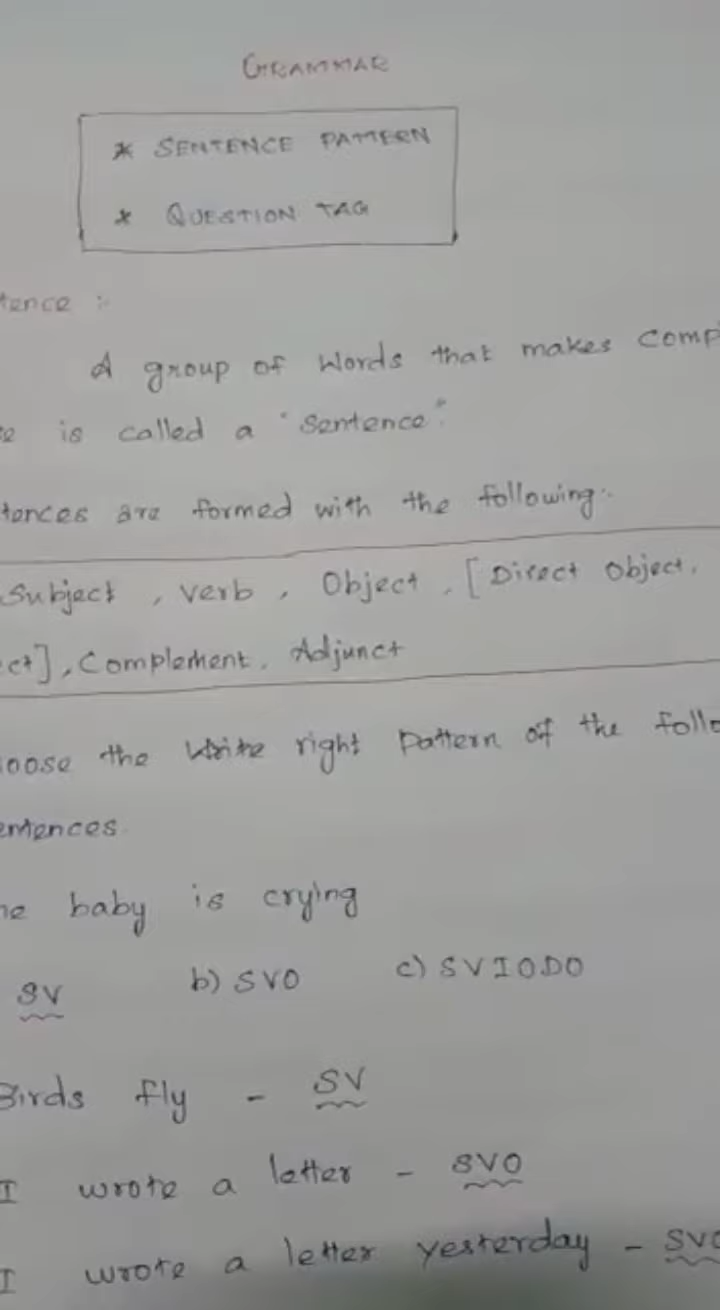 GRAMMAR
* SENTENCE PATTERN
* QUESTION TAG
tence :-
A group of words that makes comp
is called a "Sentence".
tences are formed with the following:-
Subject, verb, Object, [Direct Object,
ct], Complement, Adjunct
oose the right pattern of the follo
entences
he baby is crying
SV b) SVO c) SVIODO
Birds fly - SV
I wrote a letter - SVO
I wrote a letter yesterday - SVO